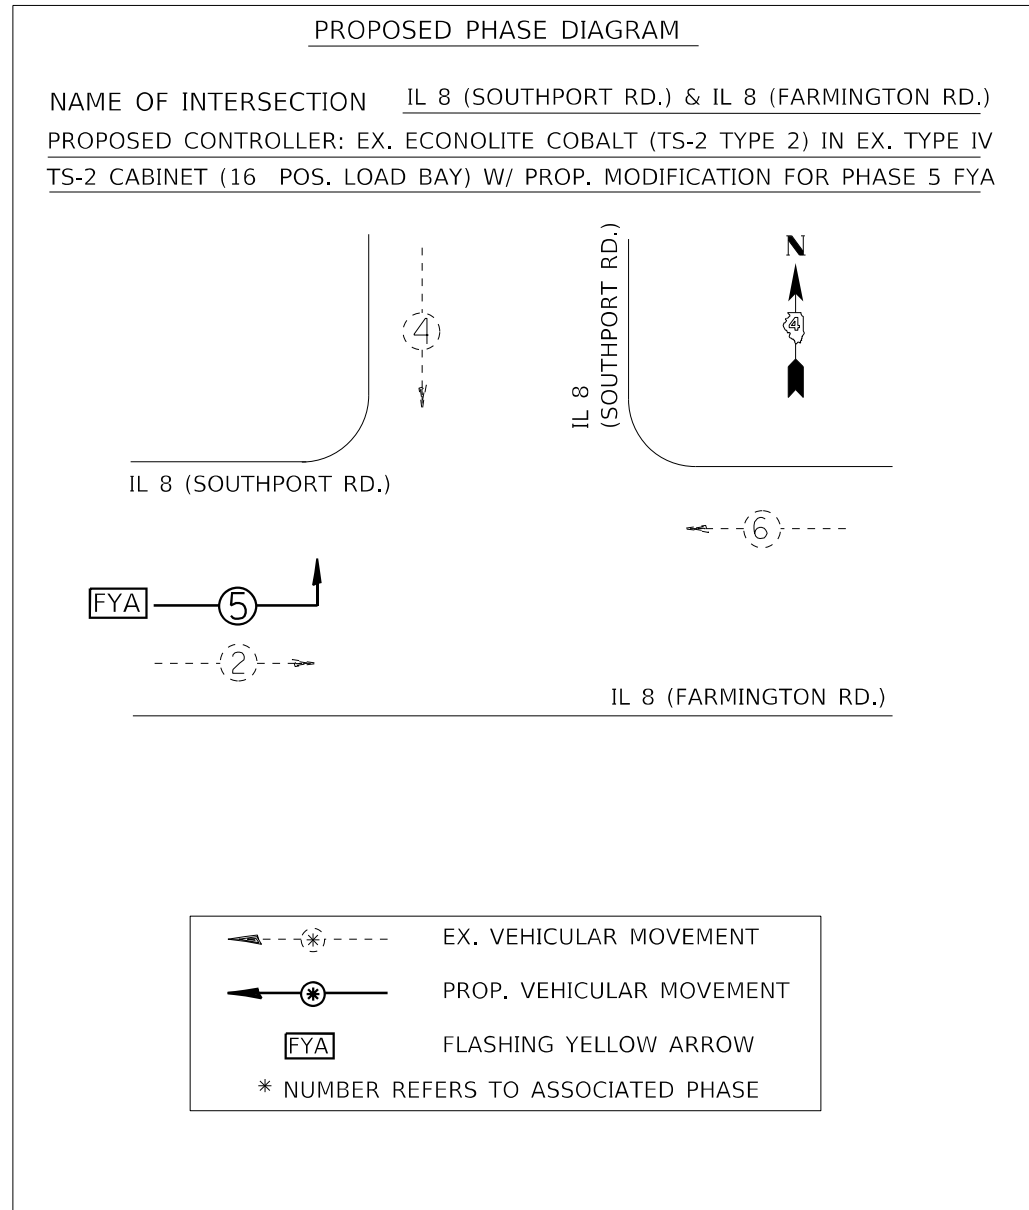 PROPOSED PHASE DIAGRAM
NAME OF INTERSECTION IL 8 (SOUTHPORT RD.) & IL 8 (FARMINGTON RD.)
PROPOSED CONTROLLER: EX. ECONOLITE COBALT (TS-2 TYPE 2) IN EX. TYPE IV
TS-2 CABINET (16 POS. LOAD BAY) W/ PROP. MODIFICATION FOR PHASE 5 FYA
4
IL 8
(SOUTHPORT RD.)
N
4
IL 8 (SOUTHPORT RD.)
6
FYA
5
2
IL 8 (FARMINGTON RD.)
* EX. VEHICULAR MOVEMENT
* PROP. VEHICULAR MOVEMENT
FYA FLASHING YELLOW ARROW
* NUMBER REFERS TO ASSOCIATED PHASE